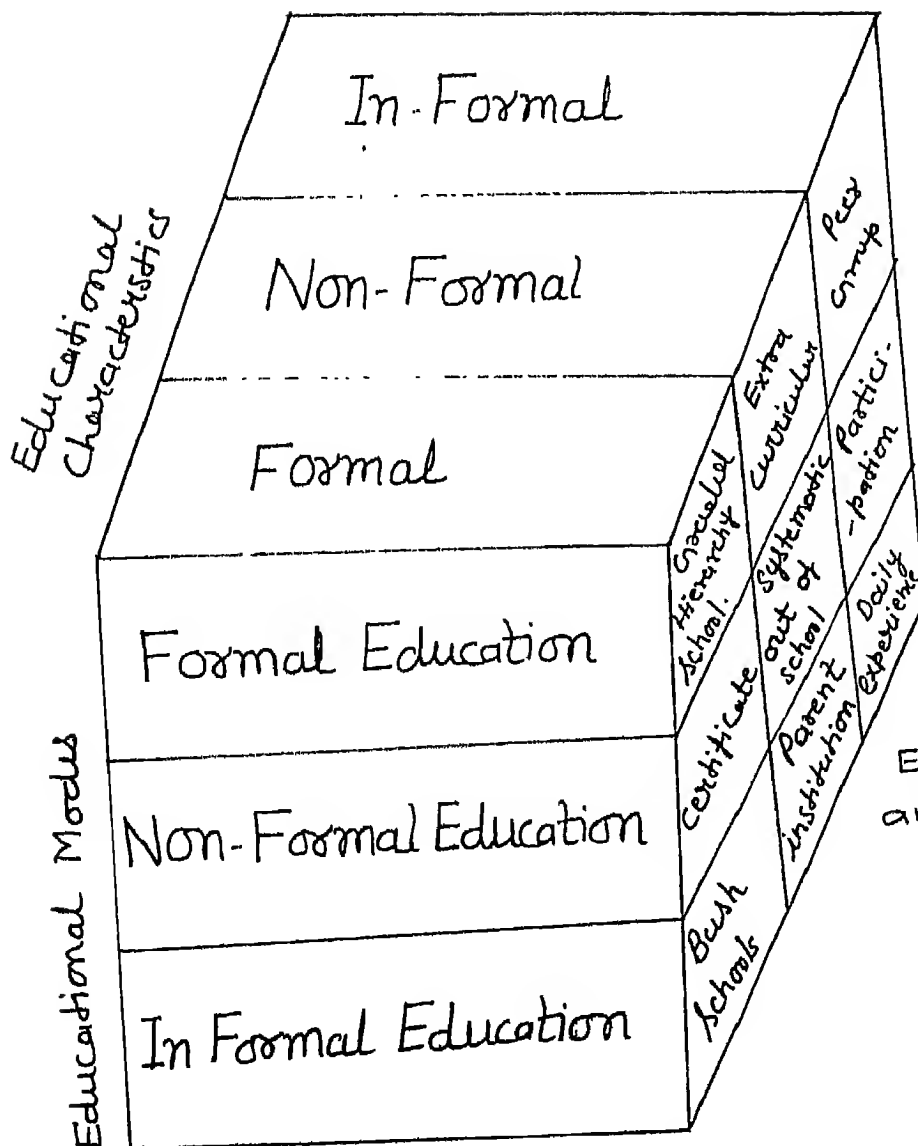 In-Formal
Non-Formal
Formal
Educational
Characterstics
Formal Education
Non-Formal Education
In Formal Education
Educational Modes
Graded
Hierarchy
school.
Extra
curricular
Peer
Group
certificate
Systematic
out of
school
Partici-
-pation
Bush
Schools
Parent
institution
Daily
experience